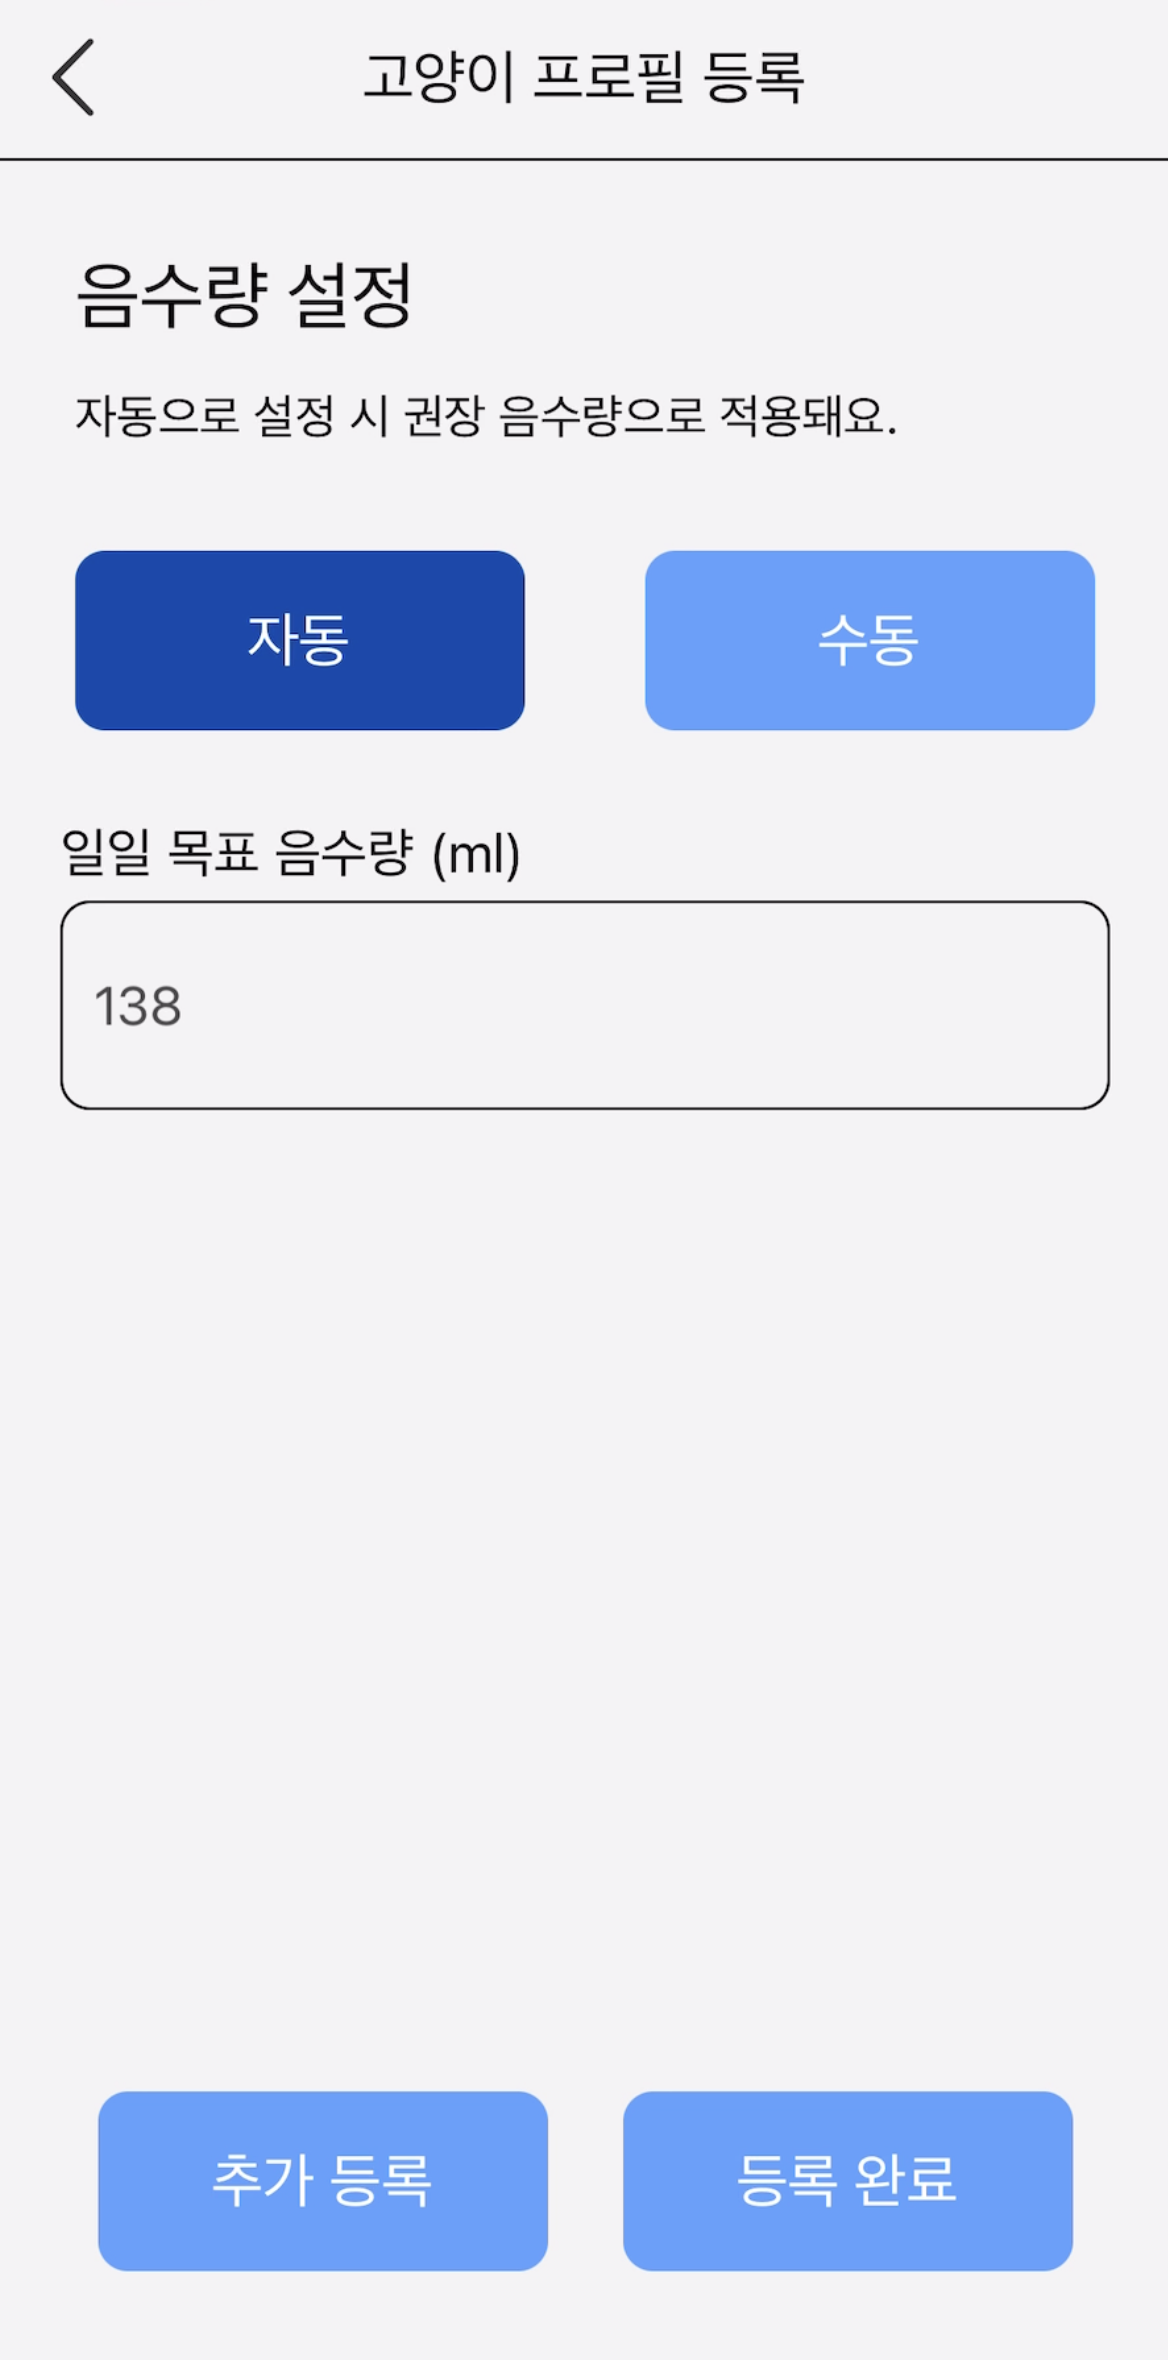 고양이 프로필 등록
음수량 설정
자동으로 설정 시 권장 음수량으로 적용돼요.
자동
수동
일일 목표 음수량 (ml)
138
추가 등록
등록 완료